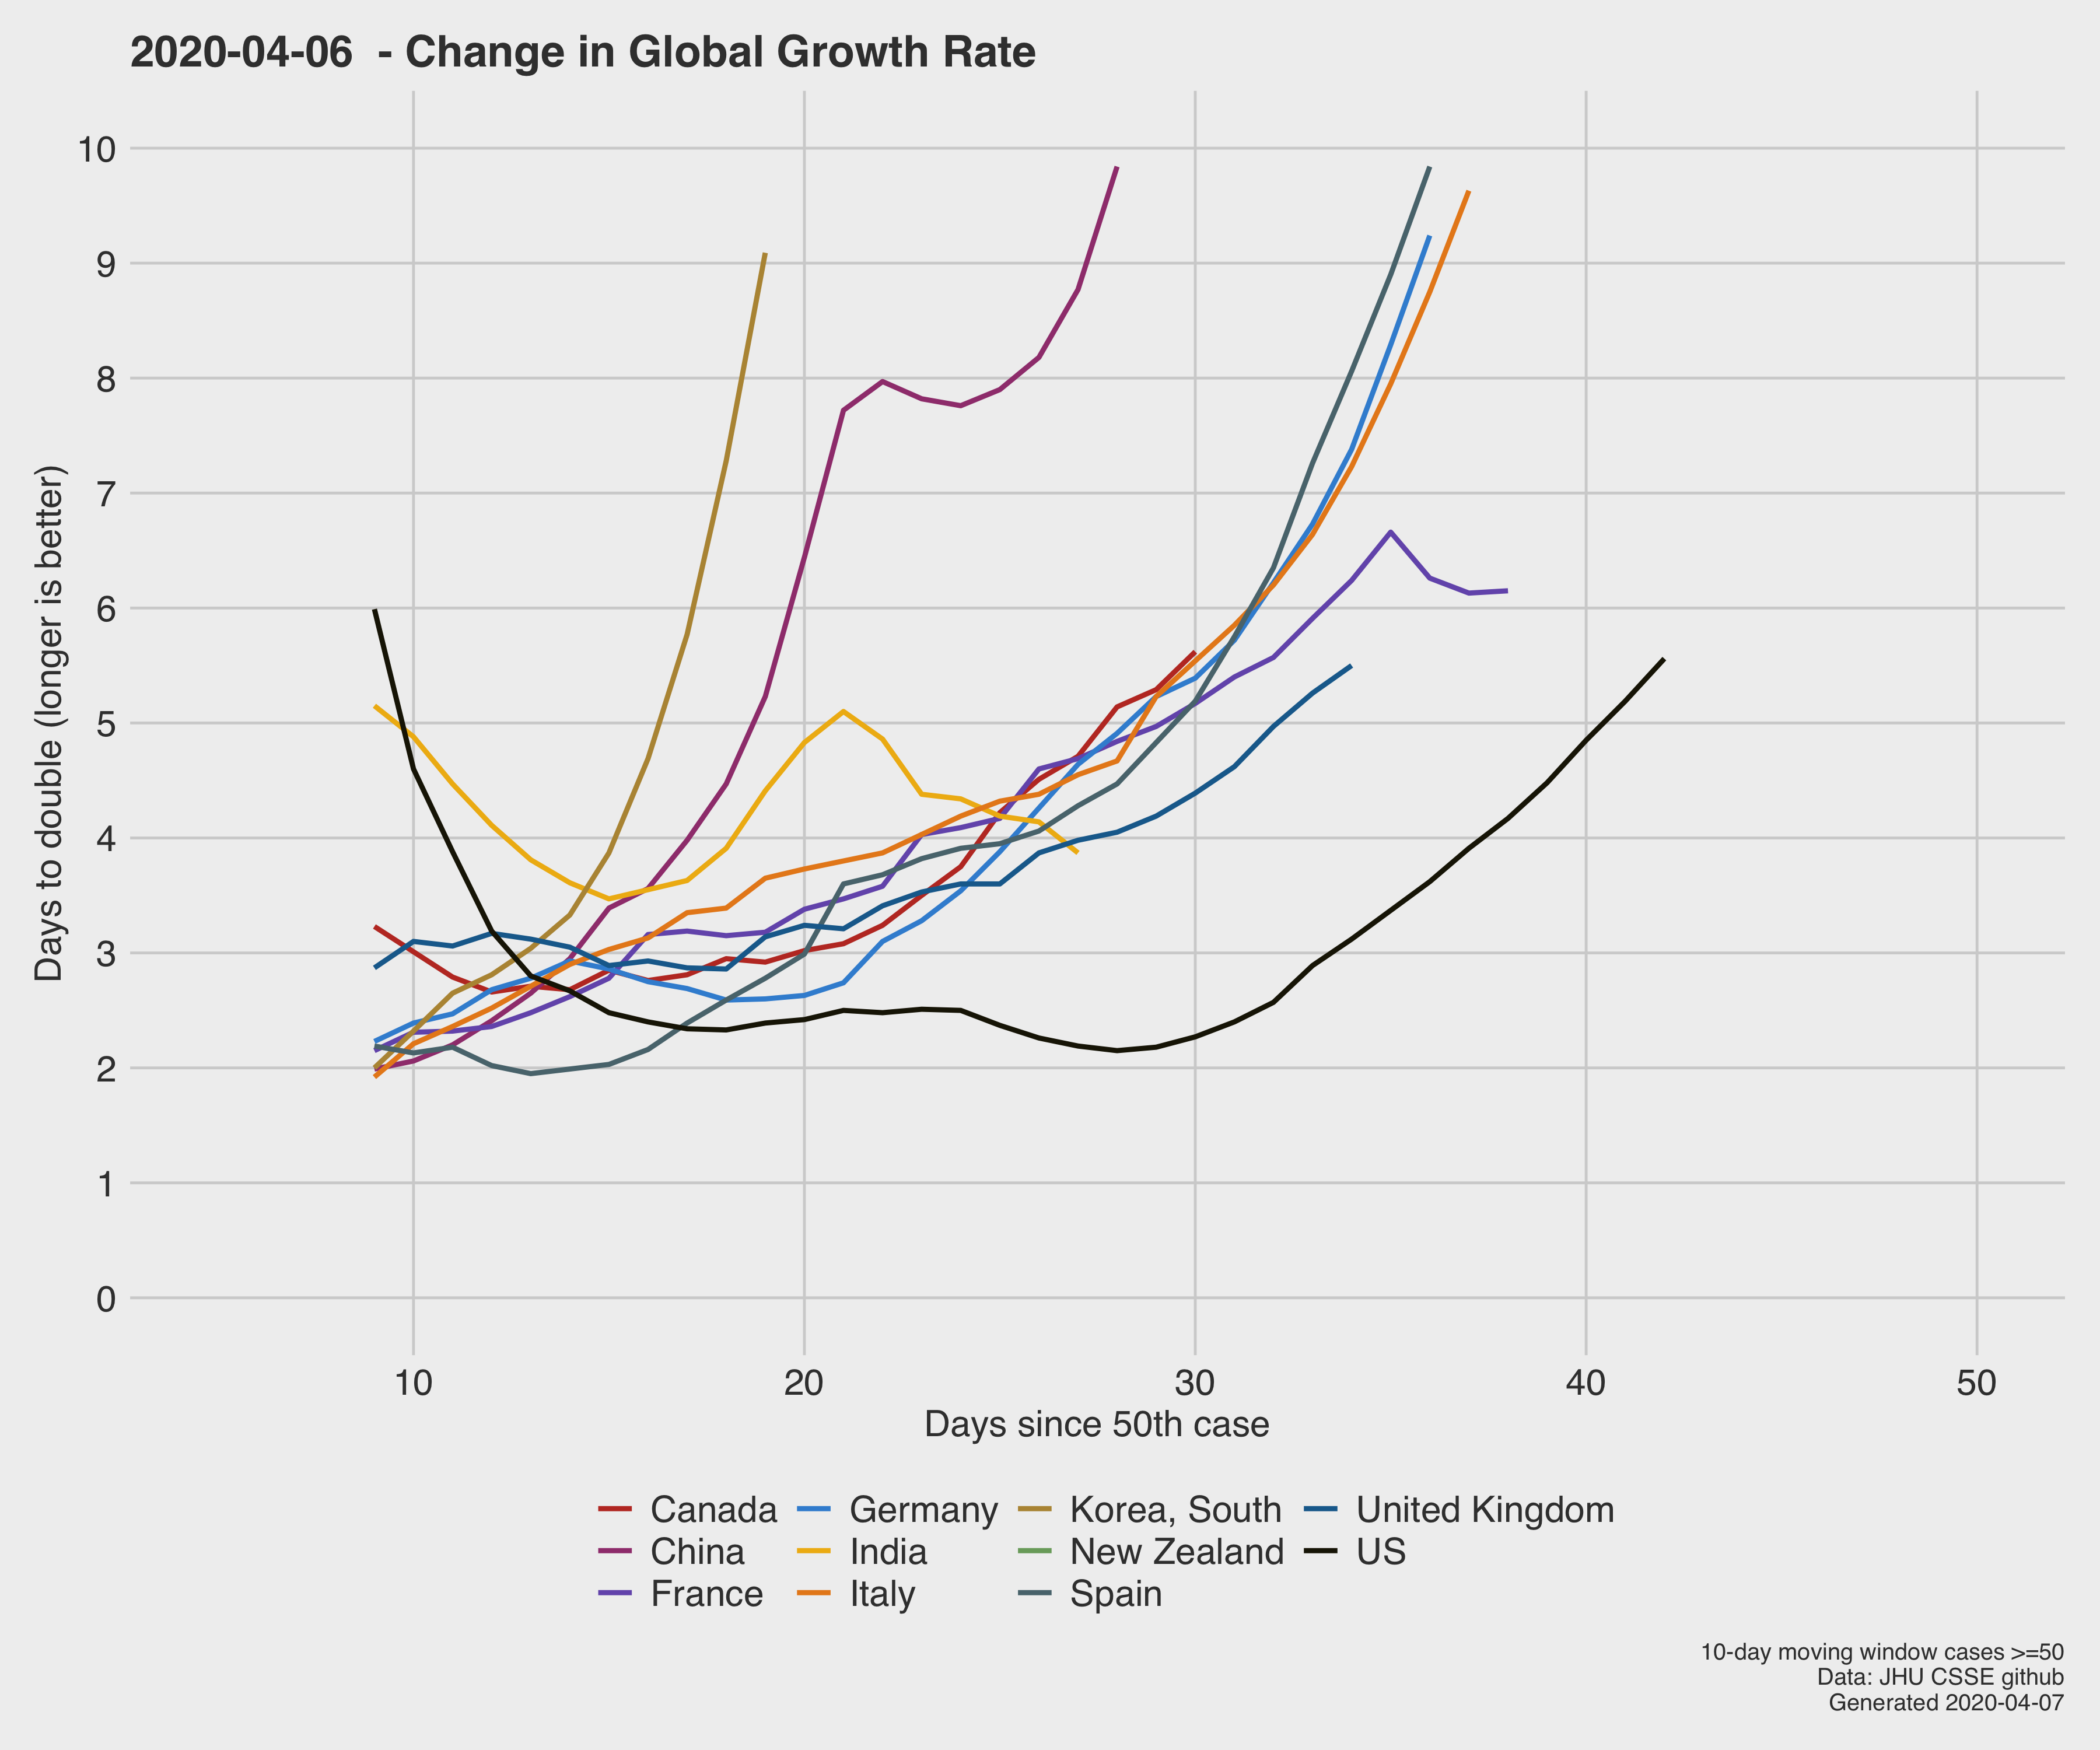 2020-04-06  - Change in Global Growth Rate
Days to double (longer is better)
10
9
8
7
6
5
4
3
2
1
0
10 20 30 40 50
Days since 50th case
Canada Germany Korea, South United Kingdom
China India New Zealand US
France Italy Spain
10-day moving window cases >=50
Data: JHU CSSE github
Generated 2020-04-07